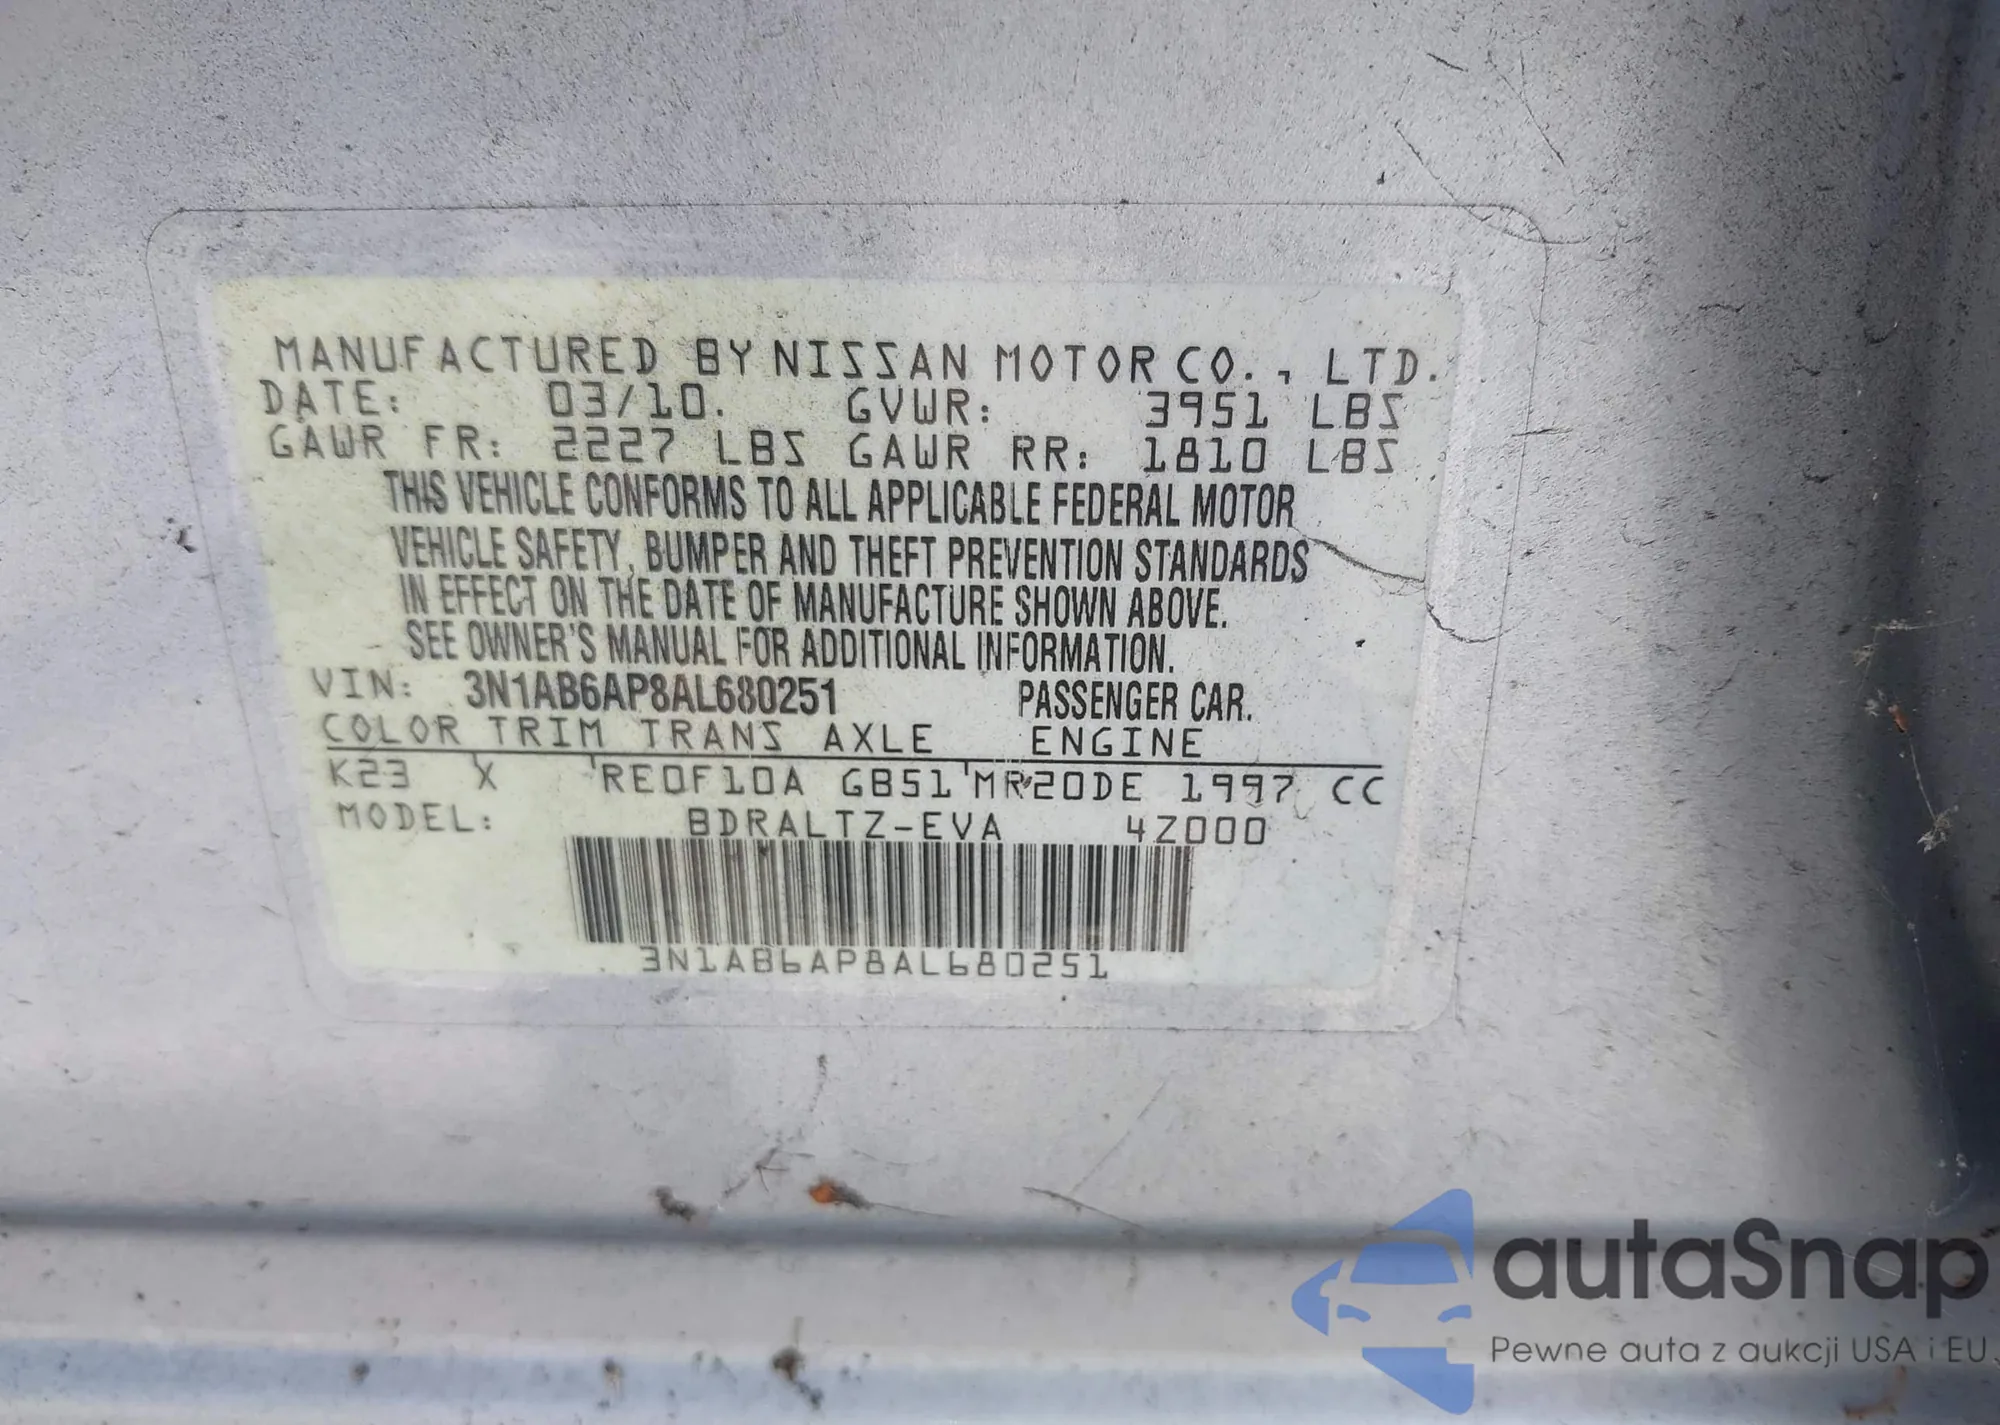 MANUFACTURED BY NISSAN MOTOR CO., LTD.
DATE: 03/10. GVWR: 3951 LBS
GAWR FR: 2227 LBS GAWR RR: 1810 LBS
THIS VEHICLE CONFORMS TO ALL APPLICABLE FEDERAL MOTOR
VEHICLE SAFETY, BUMPER AND THEFT PREVENTION STANDARDS
IN EFFECT ON THE DATE OF MANUFACTURE SHOWN ABOVE.
SEE OWNER'S MANUAL FOR ADDITIONAL INFORMATION.
VIN: 3N1AB6AP8AL680251 PASSENGER CAR.
COLOR TRIM TRANS AXLE ENGINE
K23 X RE0F10A GB51 MR20DE 1997 CC
MODEL: BDRALTZ-EVA 4Z000
3N1AB6AP8AL680251
autaSnap
Pewne auta z aukcji USA i EU